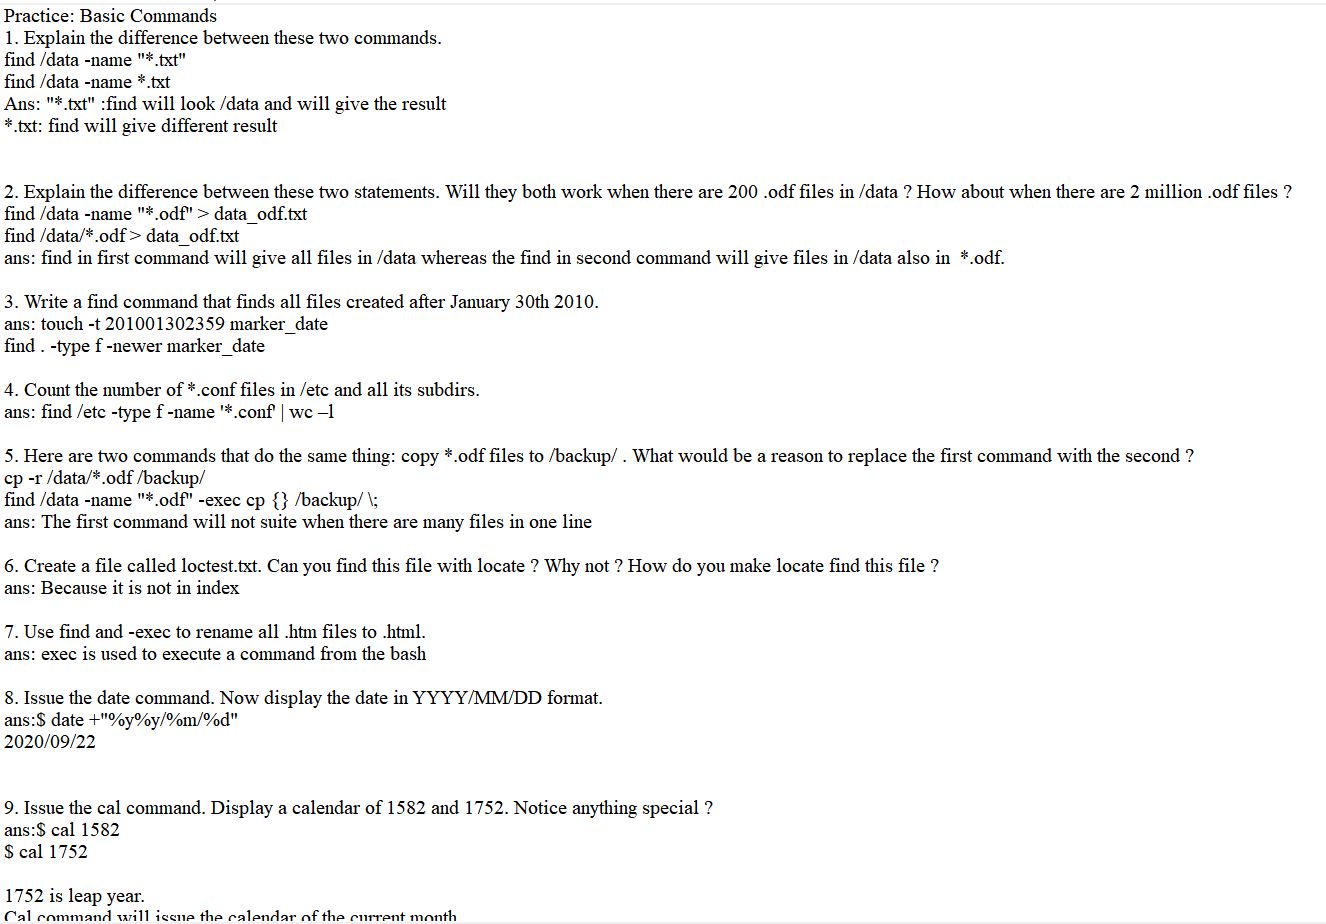 Practice: Basic Commands
1. Explain the difference between these two commands.
find /data -name "*.txt"
find /data -name *.txt
Ans: "*.txt" :find will look /data and will give the result
*.txt: find will give different result
2. Explain the difference between these two statements. Will they both work when there are 200 .odf files in /data ? How about when there are 2 million .odf files ?
find /data -name "*.odf" > data_odf.txt
find /data/*.odf > data_odf.txt
ans: find in first command will give all files in /data whereas the find in second command will give files in /data also in *.odf.
3. Write a find command that finds all files created after January 30th 2010.
ans: touch -t 201001302359 marker_date
find . -type f -newer marker_date
4. Count the number of *.conf files in /etc and all its subdirs.
ans: find /etc -type f -name '*.conf' | wc –l
5. Here are two commands that do the same thing: copy *.odf files to /backup/ . What would be a reason to replace the first command with the second ?
cp -r /data/*.odf /backup/
find /data -name "*.odf" -exec cp {} /backup/ \;
ans: The first command will not suite when there are many files in one line
6. Create a file called loctest.txt. Can you find this file with locate ? Why not ? How do you make locate find this file ?
ans: Because it is not in index
7. Use find and -exec to rename all .htm files to .html.
ans: exec is used to execute a command from the bash
8. Issue the date command. Now display the date in YYYY/MM/DD format.
ans:$ date +"%y%y/%m/%d"
2020/09/22
9. Issue the cal command. Display a calendar of 1582 and 1752. Notice anything special ?
ans:$ cal 1582
$ cal 1752
1752 is leap year.
Cal command will issue the calendar of the current month